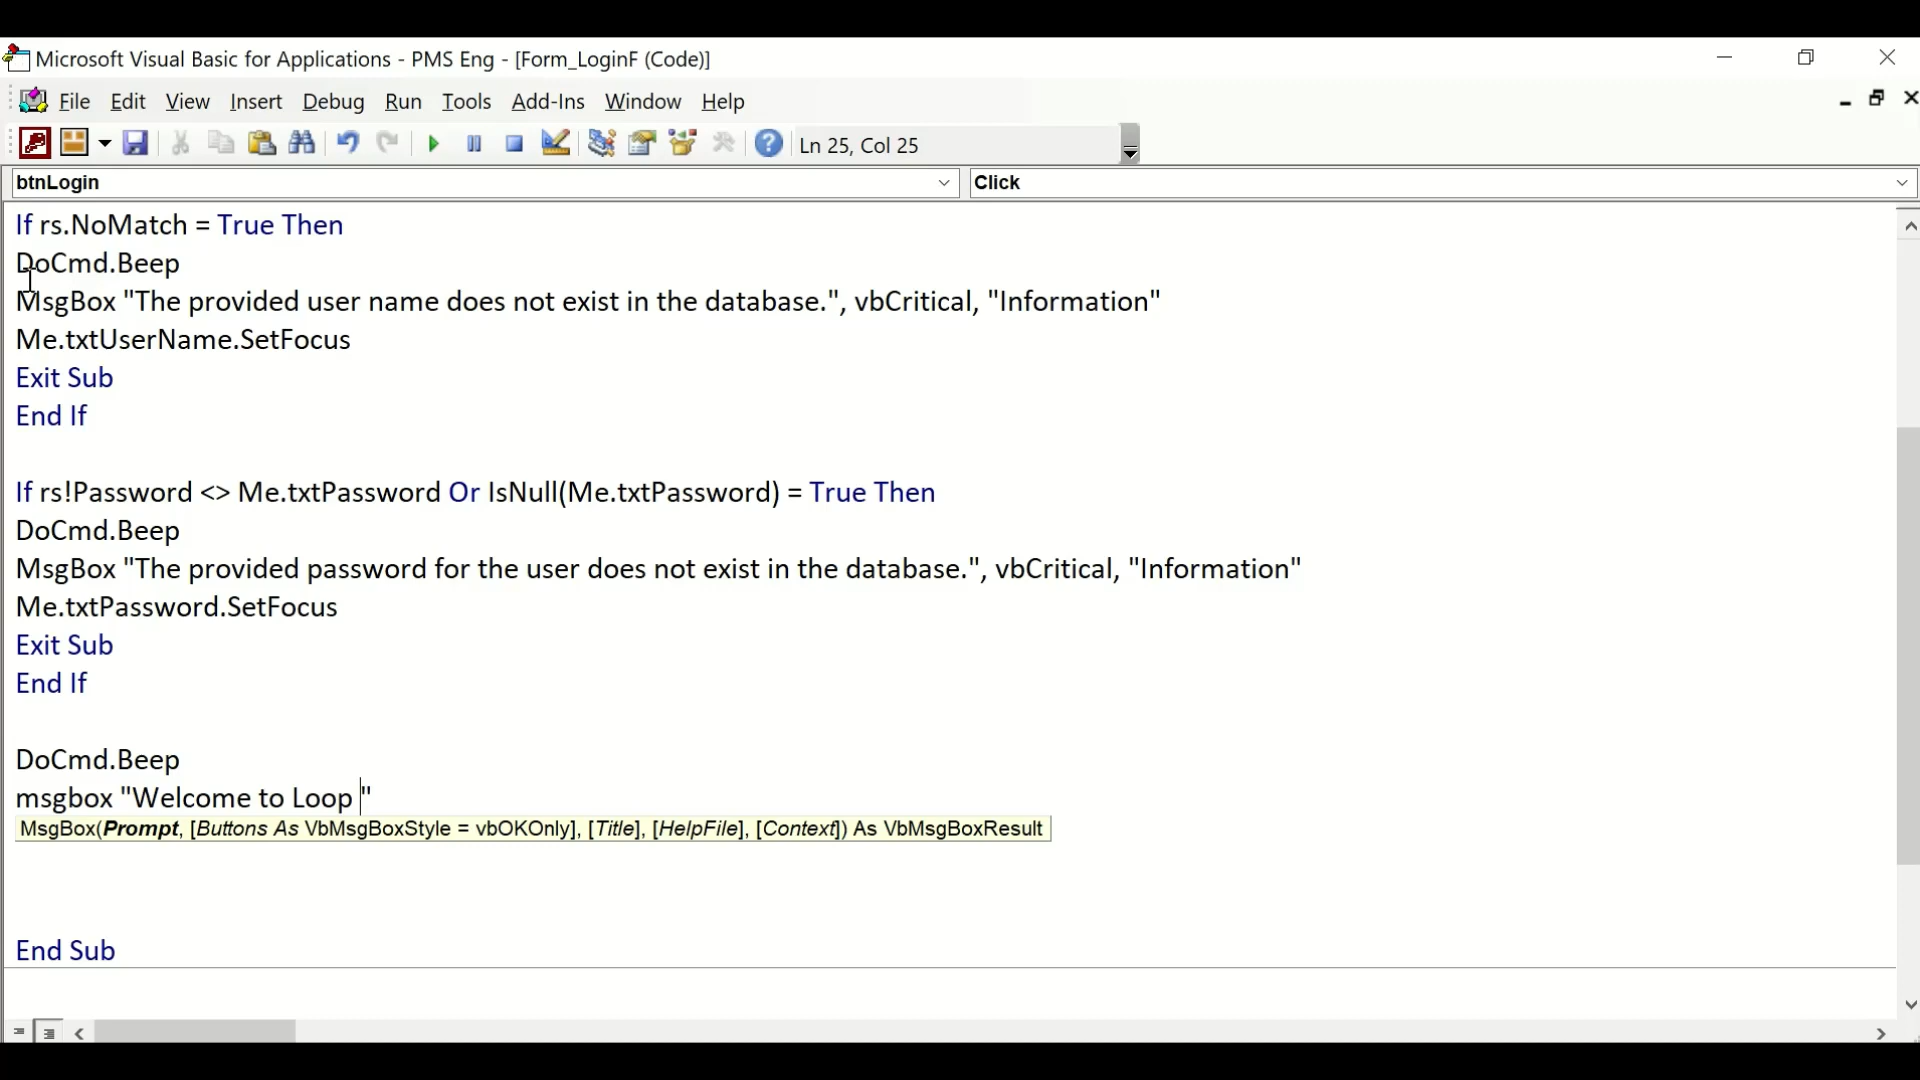 Microsoft Visual Basic for Applications - PMS Eng - [Form_LoginF (Code)]
File Edit View Insert Debug Run Tools Add-Ins Window Help
Ln 25, Col 25
btnLogin Click
If rs.NoMatch = True Then
DoCmd.Beep
MsgBox "The provided user name does not exist in the database.", vbCritical, "Information"
Me.txtUserName.SetFocus
Exit Sub
End If
If rs!Password <> Me.txtPassword Or IsNull(Me.txtPassword) = True Then
DoCmd.Beep
MsgBox "The provided password for the user does not exist in the database.", vbCritical, "Information"
Me.txtPassword.SetFocus
Exit Sub
End If
DoCmd.Beep
msgbox "Welcome to Loop "
MsgBox(Prompt, [Buttons As VbMsgBoxStyle = vbOKOnly], [Title], [HelpFile], [Context]) As VbMsgBoxResult
End Sub